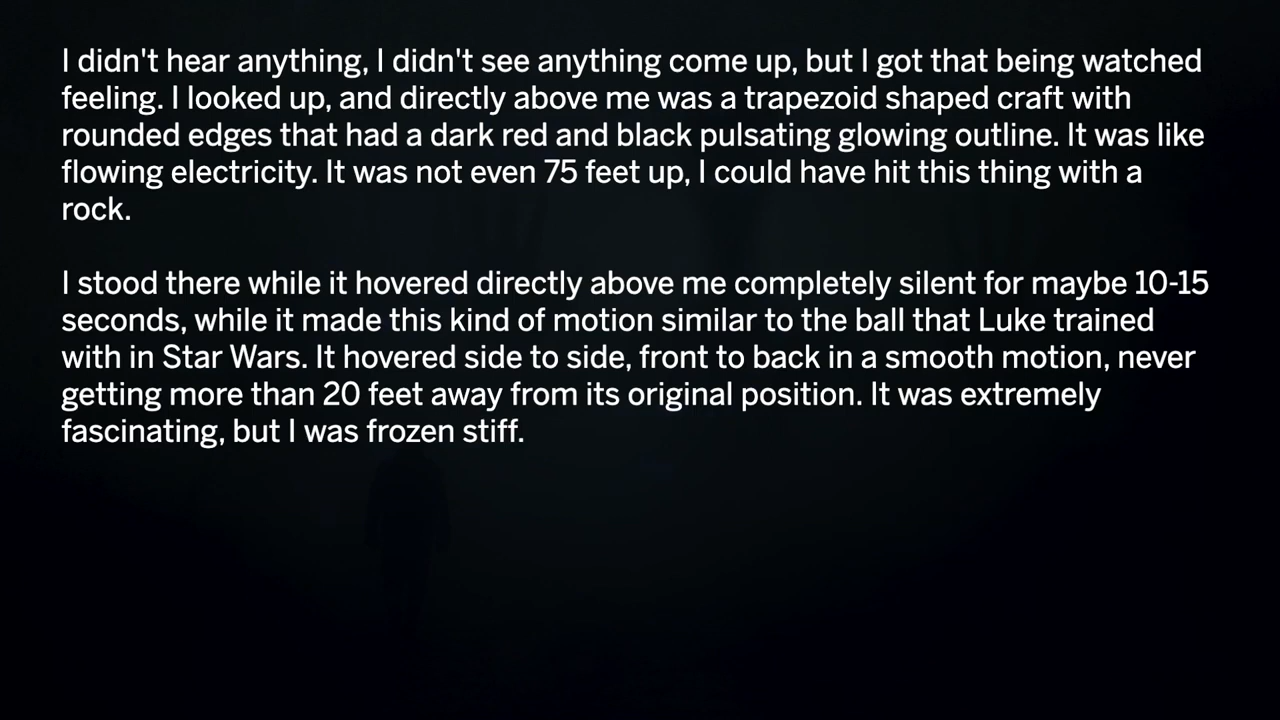 I didn't hear anything, I didn't see anything come up, but I got that being watched
feeling. I looked up, and directly above me was a trapezoid shaped craft with
rounded edges that had a dark red and black pulsating glowing outline. It was like
flowing electricity. It was not even 75 feet up, I could have hit this thing with a
rock.
I stood there while it hovered directly above me completely silent for maybe 10-15
seconds, while it made this kind of motion similar to the ball that Luke trained
with in Star Wars. It hovered side to side, front to back in a smooth motion, never
getting more than 20 feet away from its original position. It was extremely
fascinating, but I was frozen stiff.